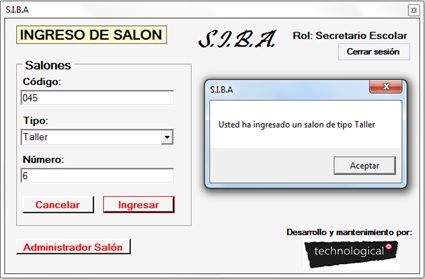 S.I.B.A
INGRESO DE SALON
S.I.B.A.
Rol: Secretario Escolar
Cerrar sesión
Salones
Código:
045
Tipo:
Taller
Número:
6
Cancelar
Ingresar
Administrador Salón
S.I.B.A
Usted ha ingresado un salon de tipo Taller
Aceptar
Desarrollo y mantenimiento por:
technological